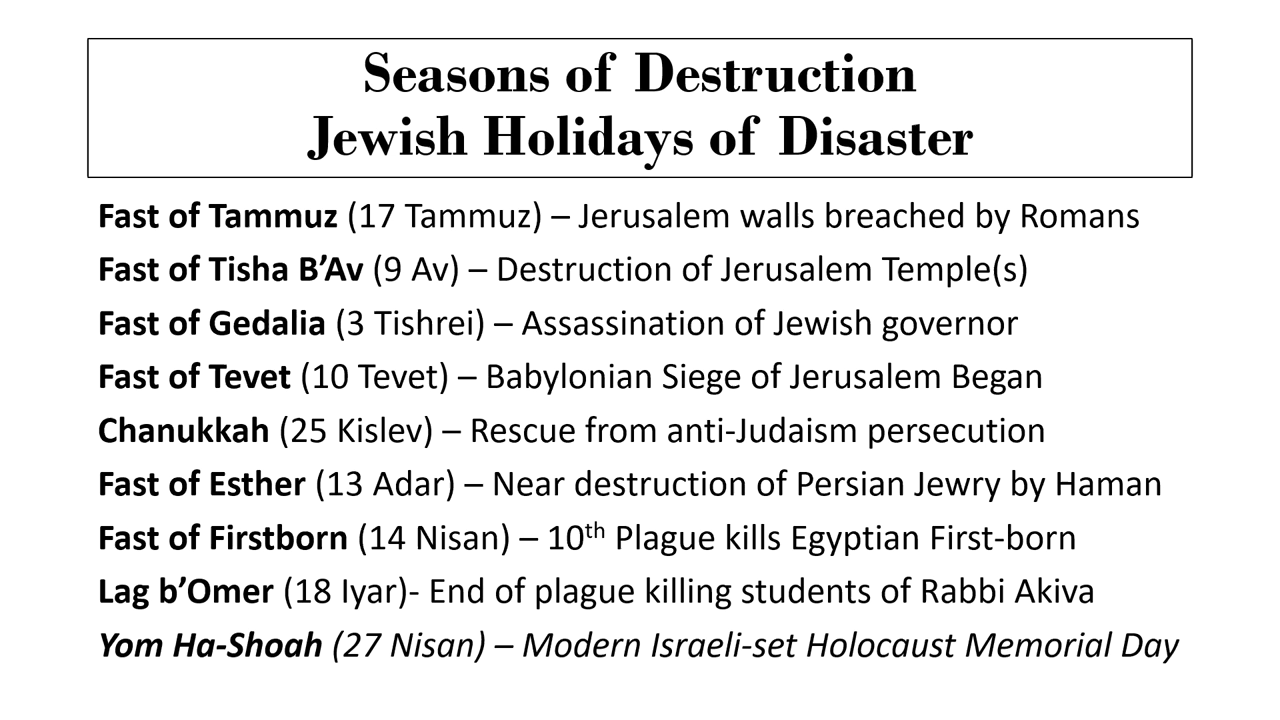 Seasons of Destruction
Jewish Holidays of Disaster
Fast of Tammuz (17 Tammuz) – Jerusalem walls breached by Romans
Fast of Tisha B’Av (9 Av) – Destruction of Jerusalem Temple(s)
Fast of Gedalia (3 Tishrei) – Assassination of Jewish governor
Fast of Tevet (10 Tevet) – Babylonian Siege of Jerusalem Began
Chanukkah (25 Kislev) – Rescue from anti-Judaism persecution
Fast of Esther (13 Adar) – Near destruction of Persian Jewry by Haman
Fast of Firstborn (14 Nisan) – 10th Plague kills Egyptian First-born
Lag b’Omer (18 Iyar)- End of plague killing students of Rabbi Akiva
Yom Ha-Shoah (27 Nisan) – Modern Israeli-set Holocaust Memorial Day